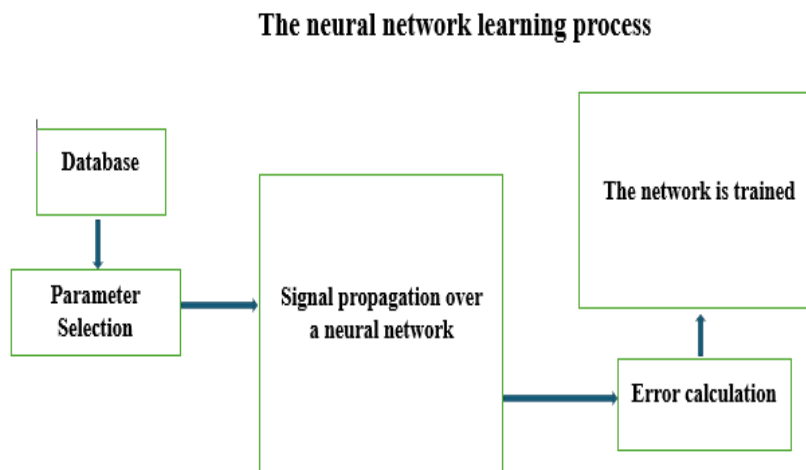 The neural network learning process
Database
Parameter
Selection
Signal propagation over
a neural network
Error calculation
The network is trained